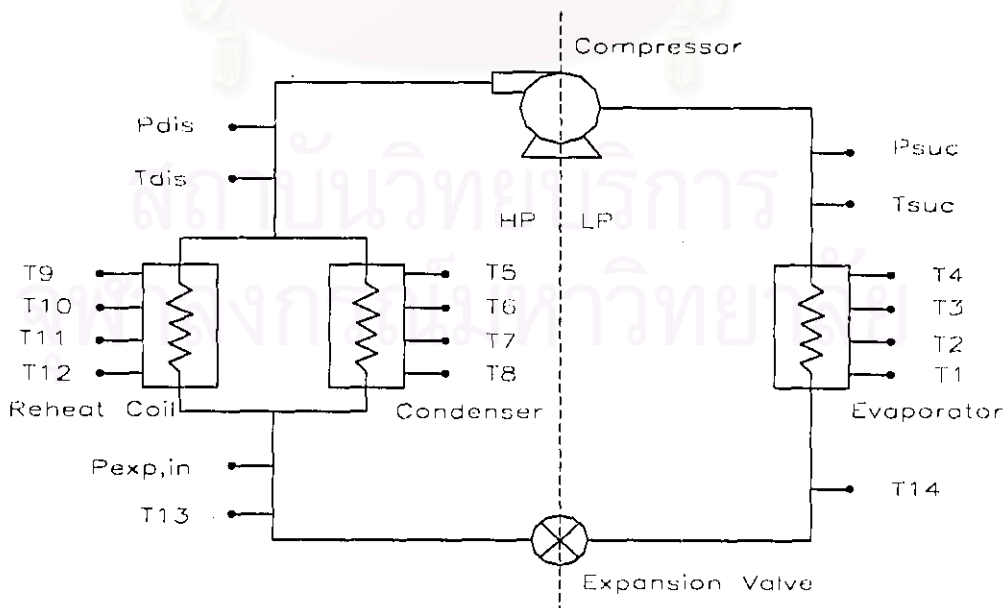 Compressor
Pdis
Psuc
Tdis
Tsuc
HP
LP
T9
T10
T11
T12
Reheat Coil
T5
T6
T7
T8
Condenser
T4
T3
T2
T1
Evaporator
Pexp,in
T13
T14
Expansion Valve
สถาบันวิทยบริการ
จุฬาลงกรณ์มหาวิทยาลัย